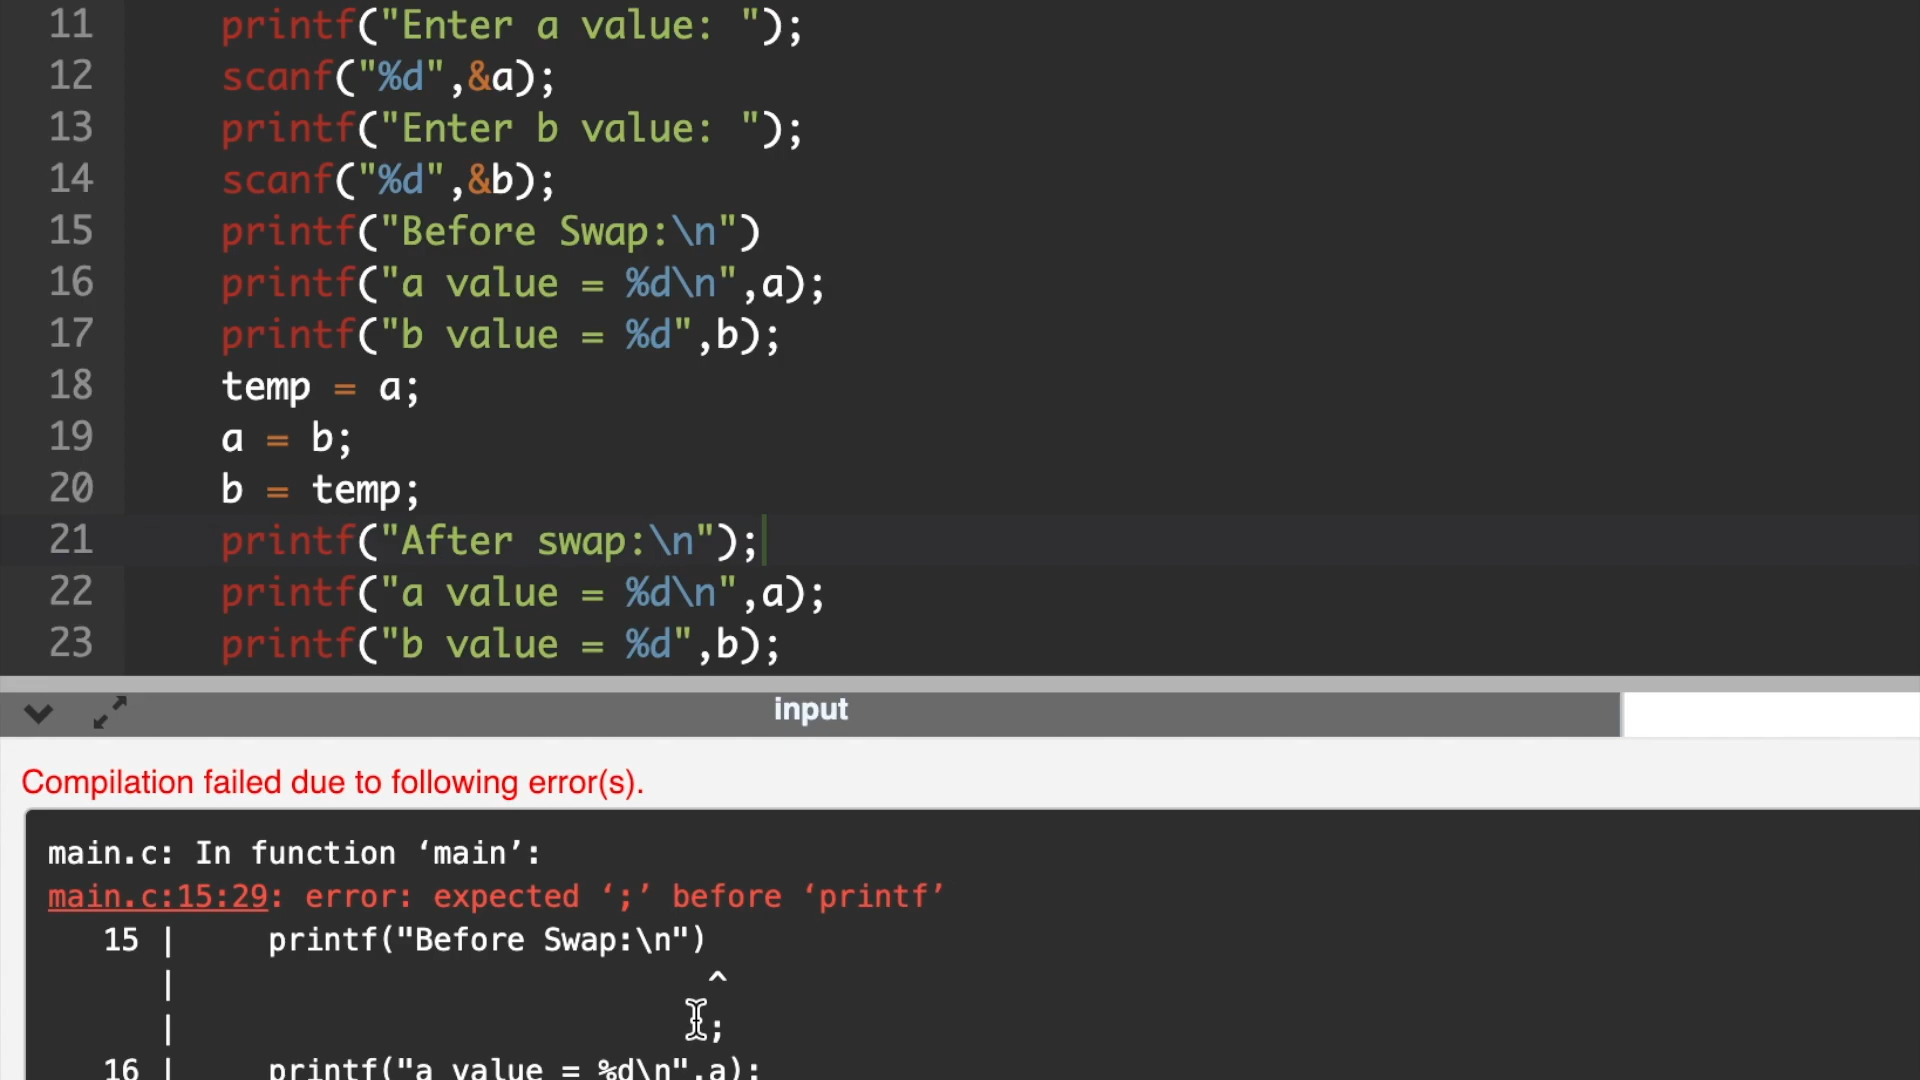 11 printf("Enter a value: ");
12 scanf("%d",&a);
13 printf("Enter b value: ");
14 scanf("%d",&b);
15 printf("Before Swap:\n")
16 printf("a value = %d\n",a);
17 printf("b value = %d",b);
18 temp = a;
19 a = b;
20 b = temp;
21 printf("After swap:\n");
22 printf("a value = %d\n",a);
23 printf("b value = %d",b);
input
Compilation failed due to following error(s).
main.c: In function ‘main’:
main.c:15:29: error: expected ‘;’ before ‘printf’
15 | printf("Before Swap:\n")
| ^
| ;
16 | printf("a value = %d\n",a);